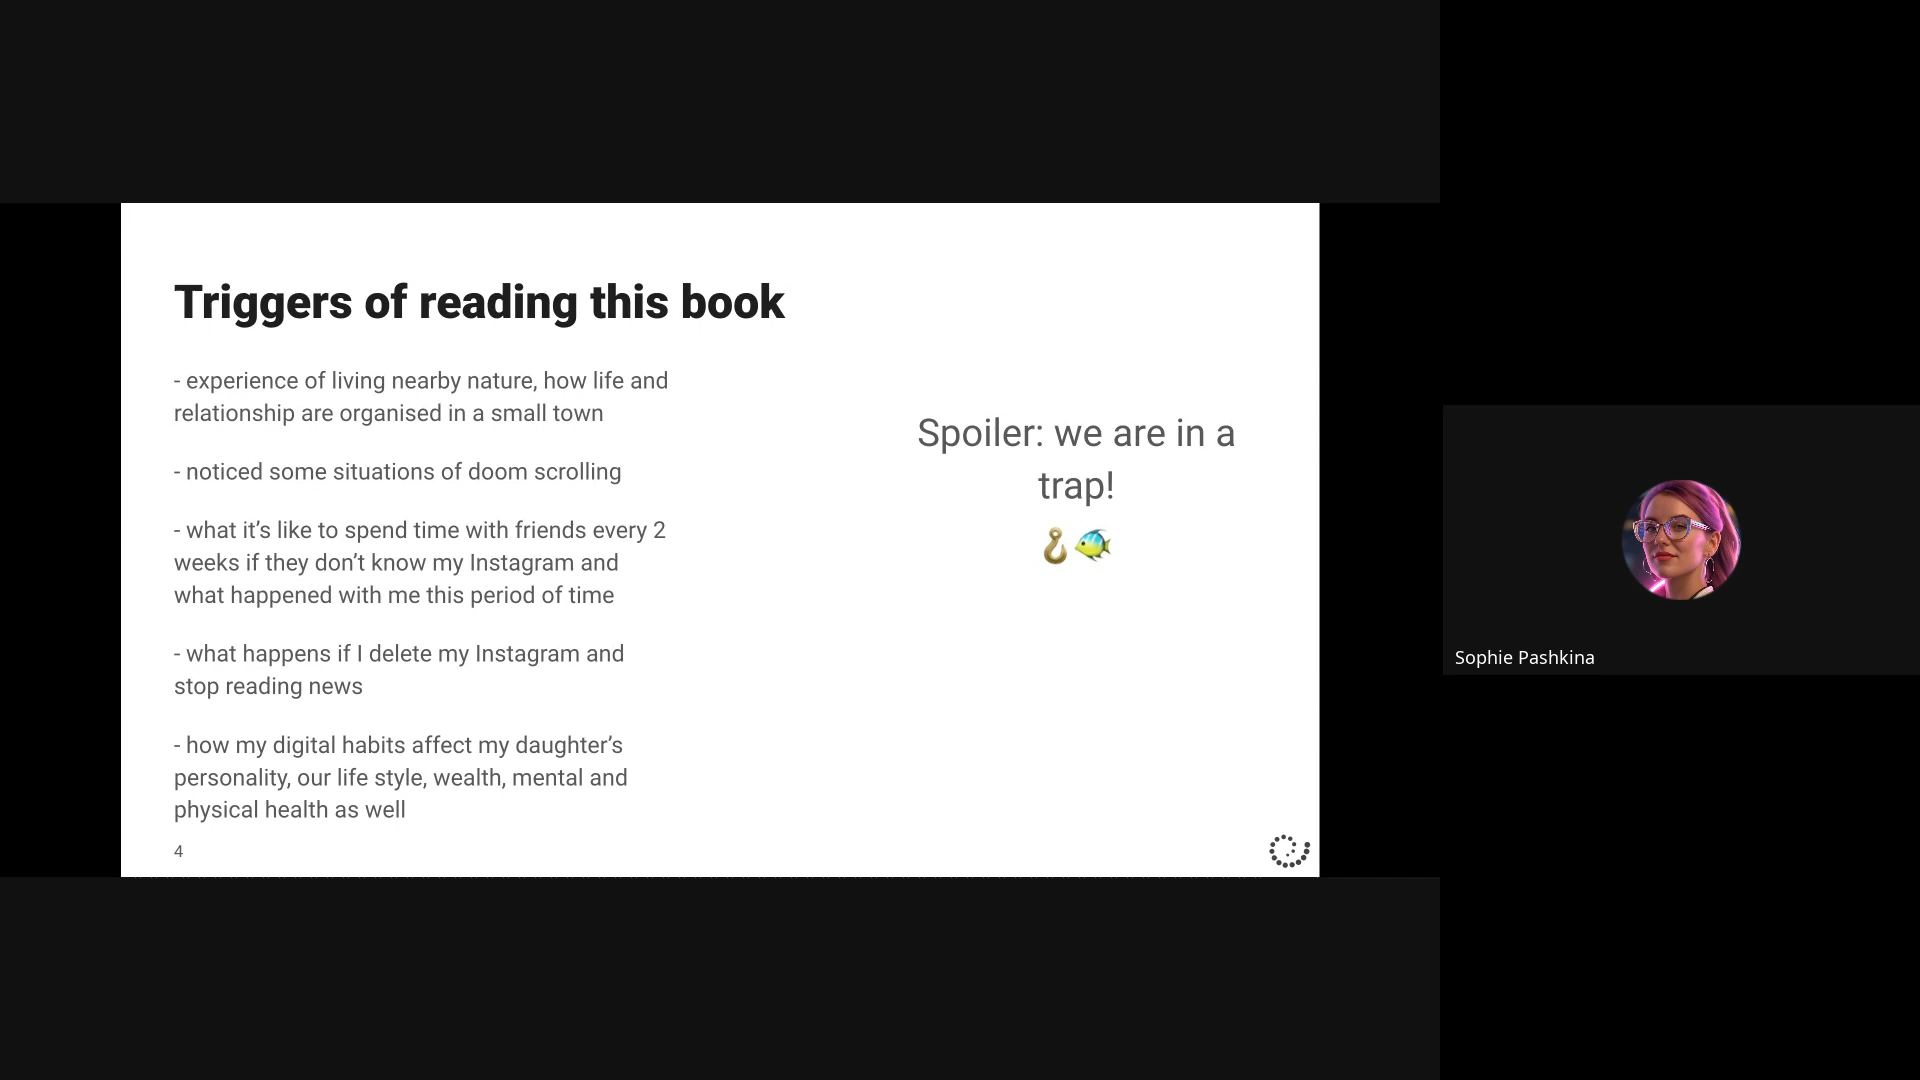 Triggers of reading this book
- experience of living nearby nature, how life and
relationship are organised in a small town
- noticed some situations of doom scrolling
- what it’s like to spend time with friends every 2
weeks if they don’t know my Instagram and
what happened with me this period of time
- what happens if I delete my Instagram and
stop reading news
- how my digital habits affect my daughter’s
personality, our life style, wealth, mental and
physical health as well
4
Spoiler: we are in a
trap!
Sophie Pashkina